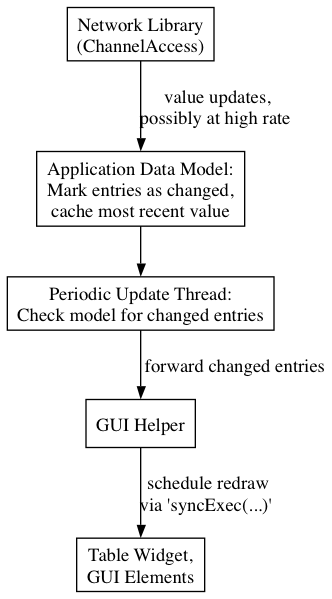 Network Library
(ChannelAccess)
value updates,
possibly at high rate
Application Data Model:
Mark entries as changed,
cache most recent value
Periodic Update Thread:
Check model for changed entries
forward changed entries
GUI Helper
schedule redraw
via 'syncExec(...)'
Table Widget,
GUI Elements